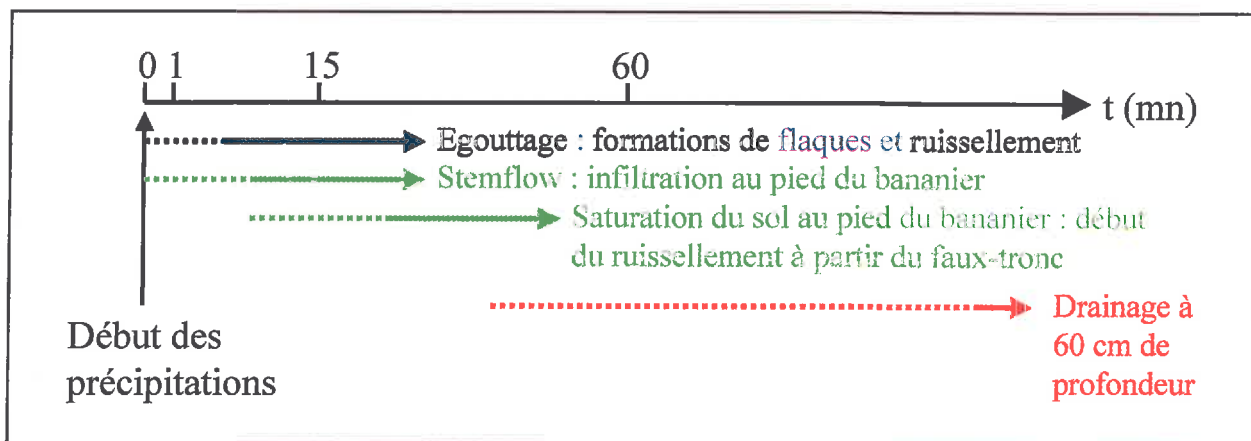 0 1 15 60
t (mn)
Egouttage : formations de flaques et ruissellement
Stemflow : infiltration au pied du bananier
Saturation du sol au pied du bananier : début
du ruissellement à partir du faux-tronc
Début des
précipitations
Drainage à
60 cm de
profondeur